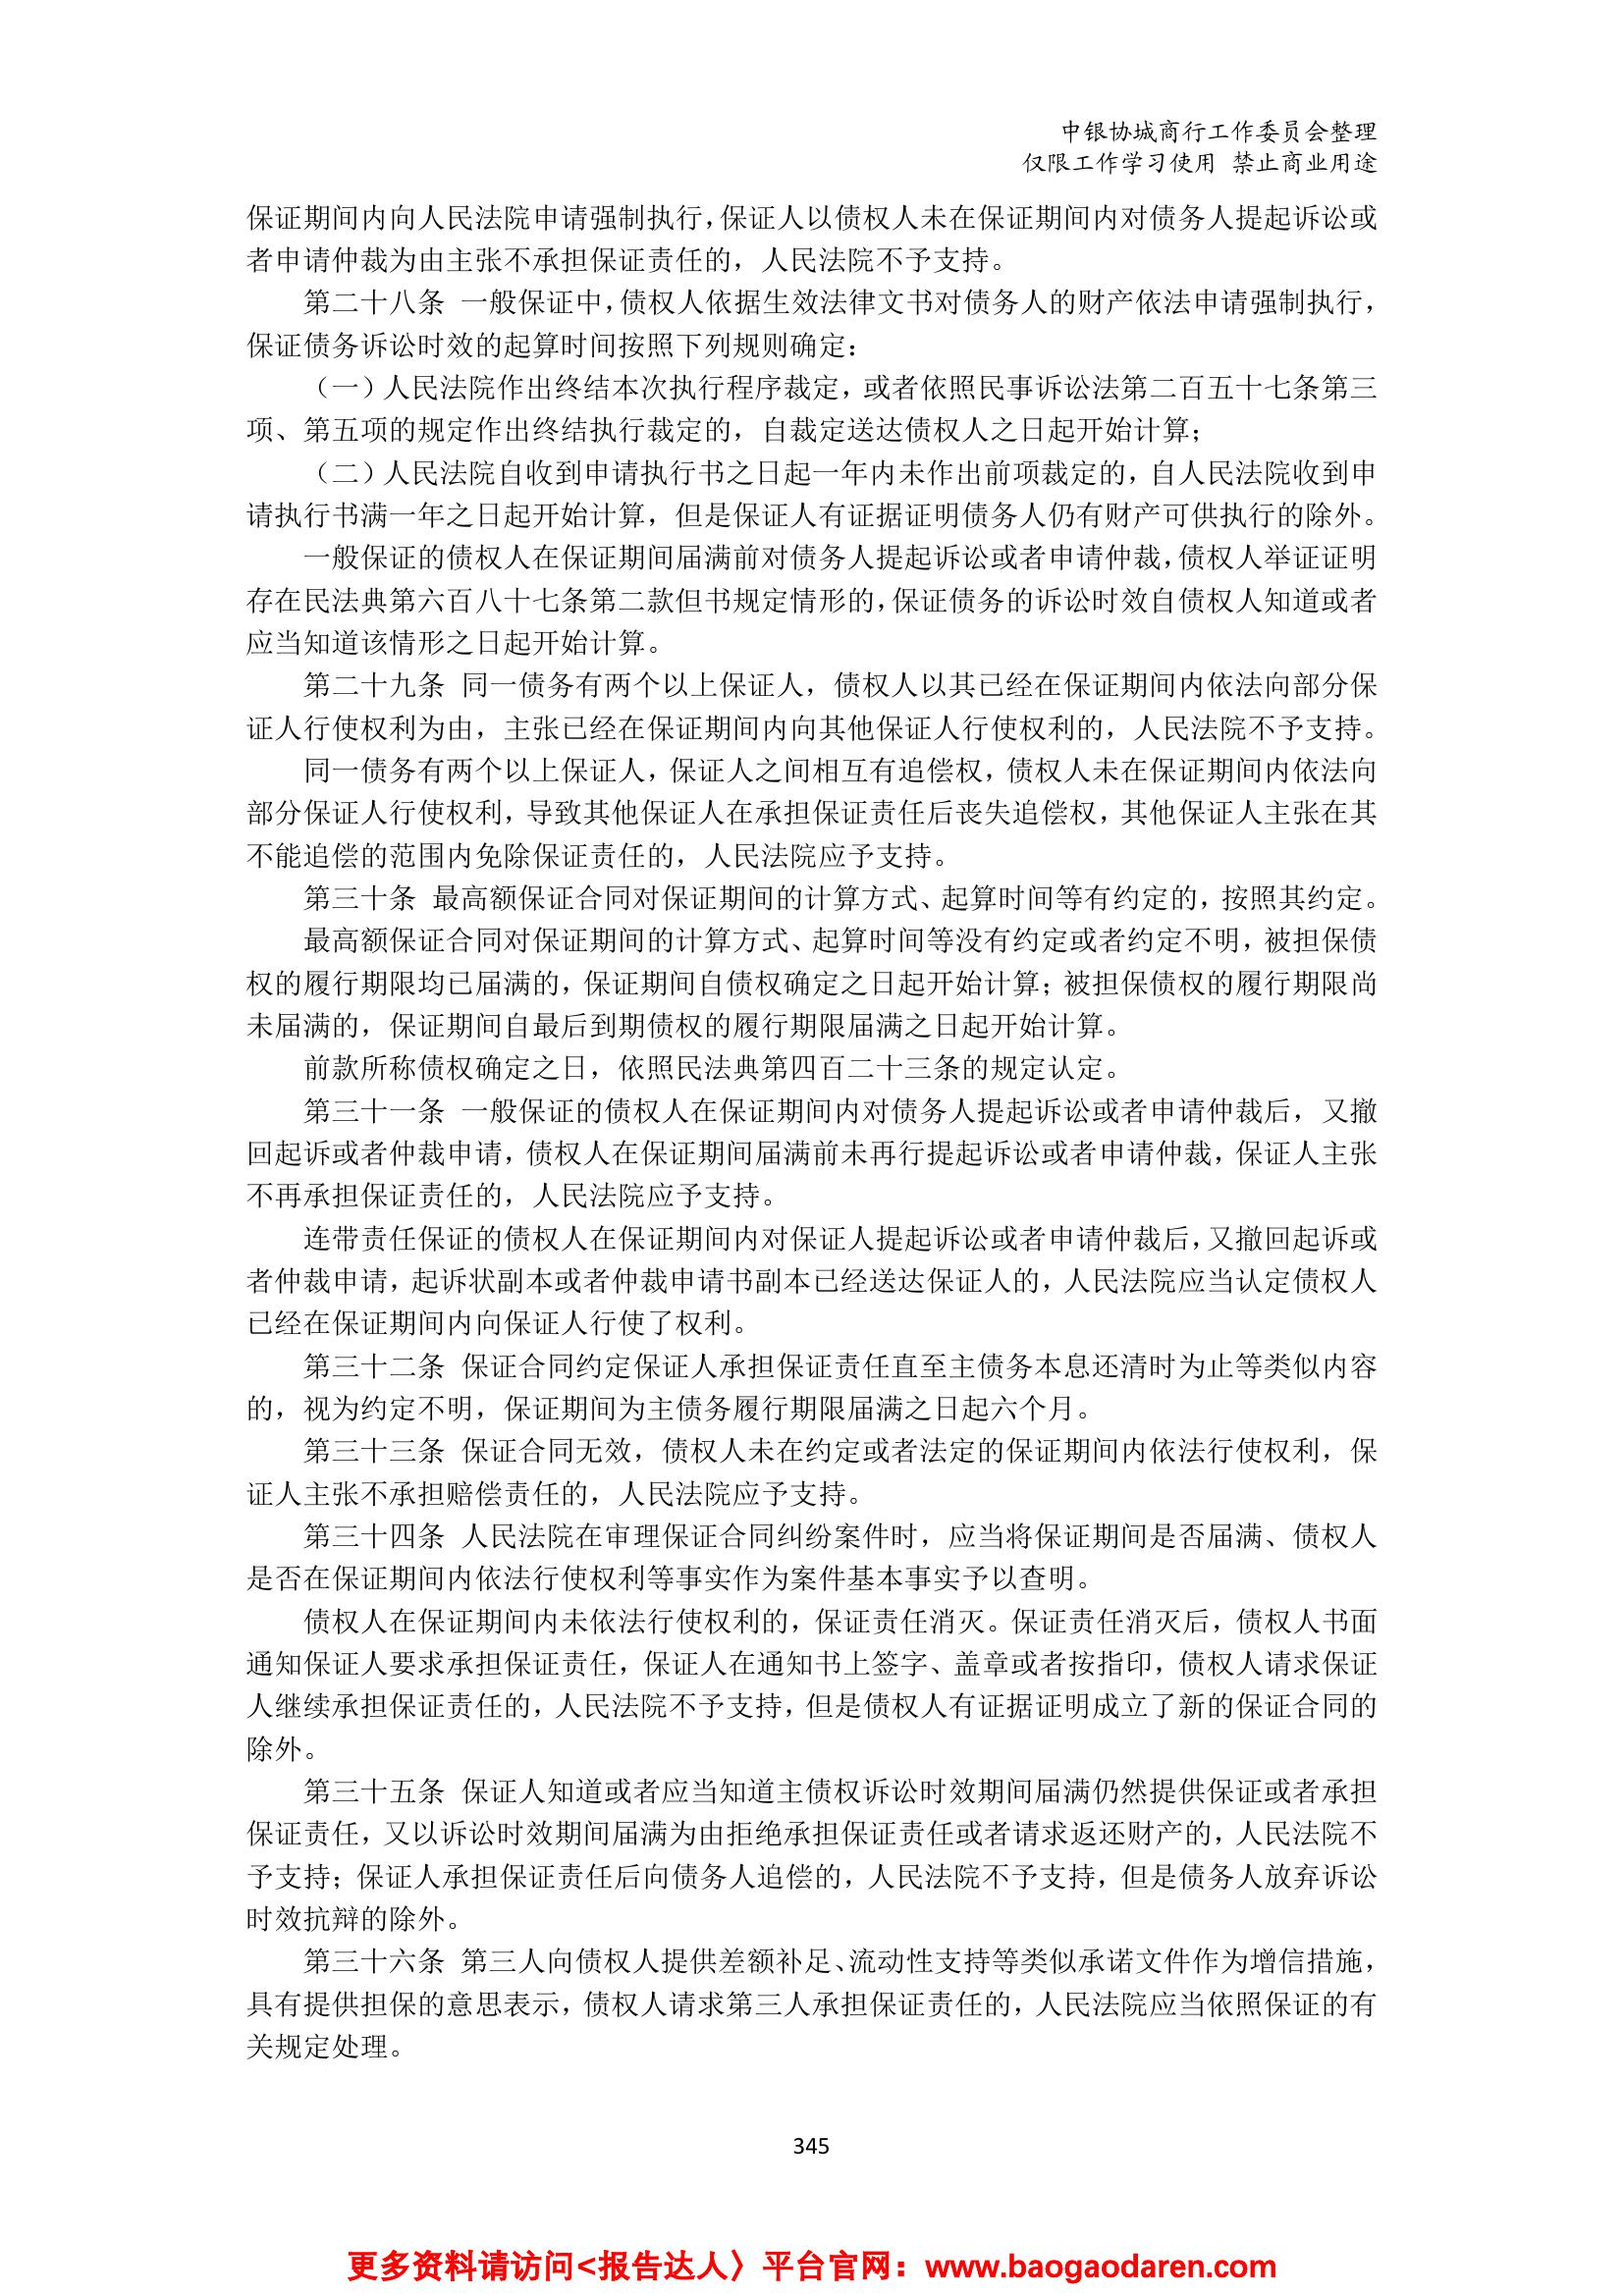 中银协城商行工作委员会整理
仅限工作学习使用 禁止商业用途
保证期间内向人民法院申请强制执行，保证人以债权人未在保证期间内对债务人提起诉讼或
者申请仲裁为由主张不承担保证责任的，人民法院不予支持。
第二十八条 一般保证中，债权人依据生效法律文书对债务人的财产依法申请强制执行，
保证债务诉讼时效的起算时间按照下列规则确定：
（一）人民法院作出终结本次执行程序裁定，或者依照民事诉讼法第二百五十七条第三
项、第五项的规定作出终结执行裁定的，自裁定送达债权人之日起开始计算；
（二）人民法院自收到申请执行书之日起一年内未作出前项裁定的，自人民法院收到申
请执行书满一年之日起开始计算，但是保证人有证据证明债务人仍有财产可供执行的除外。
一般保证的债权人在保证期间届满前对债务人提起诉讼或者申请仲裁，债权人举证证明
存在民法典第六百八十七条第二款但书规定情形的，保证债务的诉讼时效自债权人知道或者
应当知道该情形之日起开始计算。
第二十九条 同一债务有两个以上保证人，债权人以其已经在保证期间内依法向部分保
证人行使权利为由，主张已经在保证期间内向其他保证人行使权利的，人民法院不予支持。
同一债务有两个以上保证人，保证人之间相互有追偿权，债权人未在保证期间内依法向
部分保证人行使权利，导致其他保证人在承担保证责任后丧失追偿权，其他保证人主张在其
不能追偿的范围内免除保证责任的，人民法院应予支持。
第三十条 最高额保证合同对保证期间的计算方式、起算时间等有约定的，按照其约定。
最高额保证合同对保证期间的计算方式、起算时间等没有约定或者约定不明，被担保债
权的履行期限均已届满的，保证期间自债权确定之日起开始计算；被担保债权的履行期限尚
未届满的，保证期间自最后到期债权的履行期限届满之日起开始计算。
前款所称债权确定之日，依照民法典第四百二十三条的规定认定。
第三十一条 一般保证的债权人在保证期间内对债务人提起诉讼或者申请仲裁后，又撤
回起诉或者仲裁申请，债权人在保证期间届满前未再行提起诉讼或者申请仲裁，保证人主张
不再承担保证责任的，人民法院应予支持。
连带责任保证的债权人在保证期间内对保证人提起诉讼或者申请仲裁后，又撤回起诉或
者仲裁申请，起诉状副本或者仲裁申请书副本已经送达保证人的，人民法院应当认定债权人
已经在保证期间内向保证人行使了权利。
第三十二条 保证合同约定保证人承担保证责任直至主债务本息还清时为止等类似内容
的，视为约定不明，保证期间为主债务履行期限届满之日起六个月。
第三十三条 保证合同无效，债权人未在约定或者法定的保证期间内依法行使权利，保
证人主张不承担赔偿责任的，人民法院应予支持。
第三十四条 人民法院在审理保证合同纠纷案件时，应当将保证期间是否届满、债权人
是否在保证期间内依法行使权利等事实作为案件基本事实予以查明。
债权人在保证期间内未依法行使权利的，保证责任消灭。保证责任消灭后，债权人书面
通知保证人要求承担保证责任，保证人在通知书上签字、盖章或者按指印，债权人请求保证
人继续承担保证责任的，人民法院不予支持，但是债权人有证据证明成立了新的保证合同的
除外。
第三十五条 保证人知道或者应当知道主债权诉讼时效期间届满仍然提供保证或者承担
保证责任，又以诉讼时效期间届满为由拒绝承担保证责任或者请求返还财产的，人民法院不
予支持；保证人承担保证责任后向债务人追偿的，人民法院不予支持，但是债务人放弃诉讼
时效抗辩的除外。
第三十六条 第三人向债权人提供差额补足、流动性支持等类似承诺文件作为增信措施，
具有提供担保的意思表示，债权人请求第三人承担保证责任的，人民法院应当依照保证的有
关规定处理。
345
更多资料请访问<报告达人〉平台官网：www.baogaodaren.com